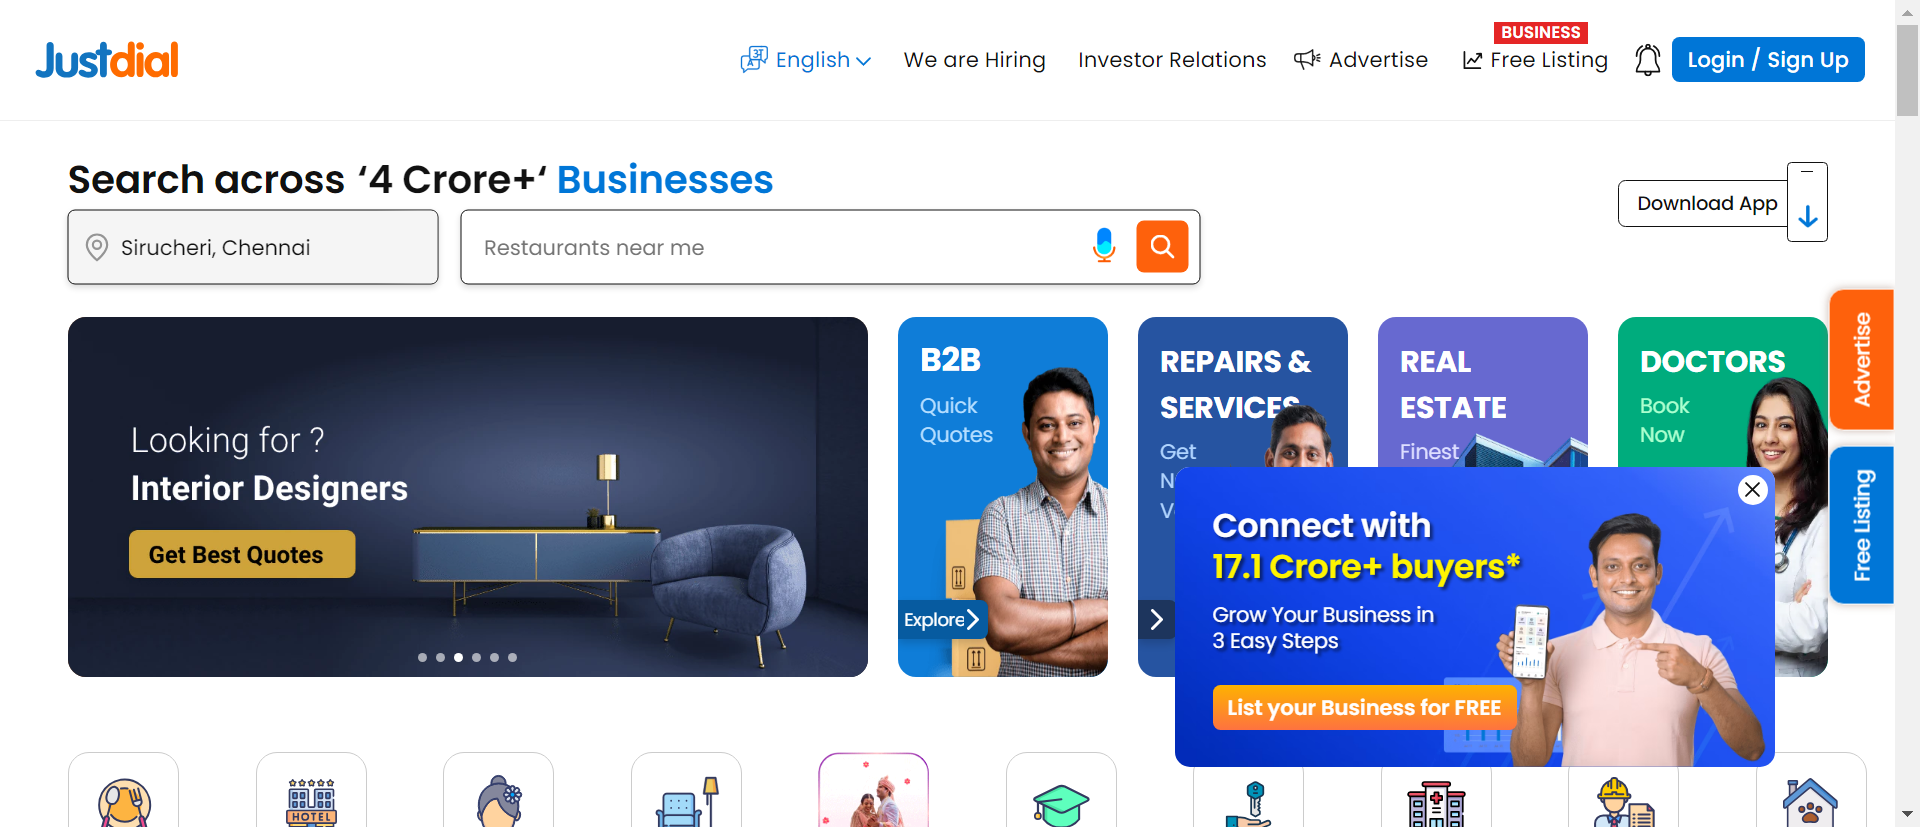 Justdial
English
We are Hiring
Investor Relations
Advertise
BUSINESS
Free Listing
Login / Sign Up
Search across ‘4 Crore+‘ Businesses
Download App
Sirucheri, Chennai
Restaurants near me
Looking for ?
Interior Designers
Get Best Quotes
B2B
Quick
Quotes
Explore
REPAIRS &
SERVICES
Get
REAL
ESTATE
Finest
DOCTORS
Book
Now
Advertise
Free Listing
Connect with
17.1 Crore+ buyers*
Grow Your Business in
3 Easy Steps
List your Business for FREE
HOTEL